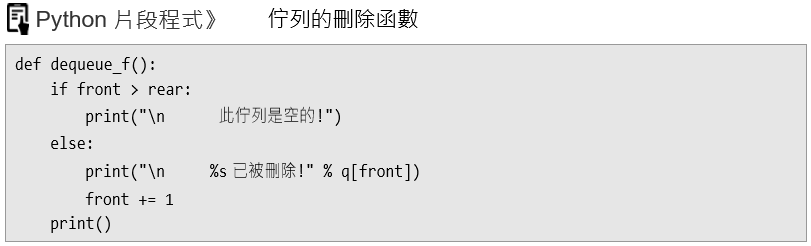 Python 片段程式》 佇列的刪除函數
def dequeue_f():
    if front > rear:
        print("\n      此佇列是空的!")
    else:
        print("\n     %s 已被刪除!" % q[front])
        front += 1
    print()